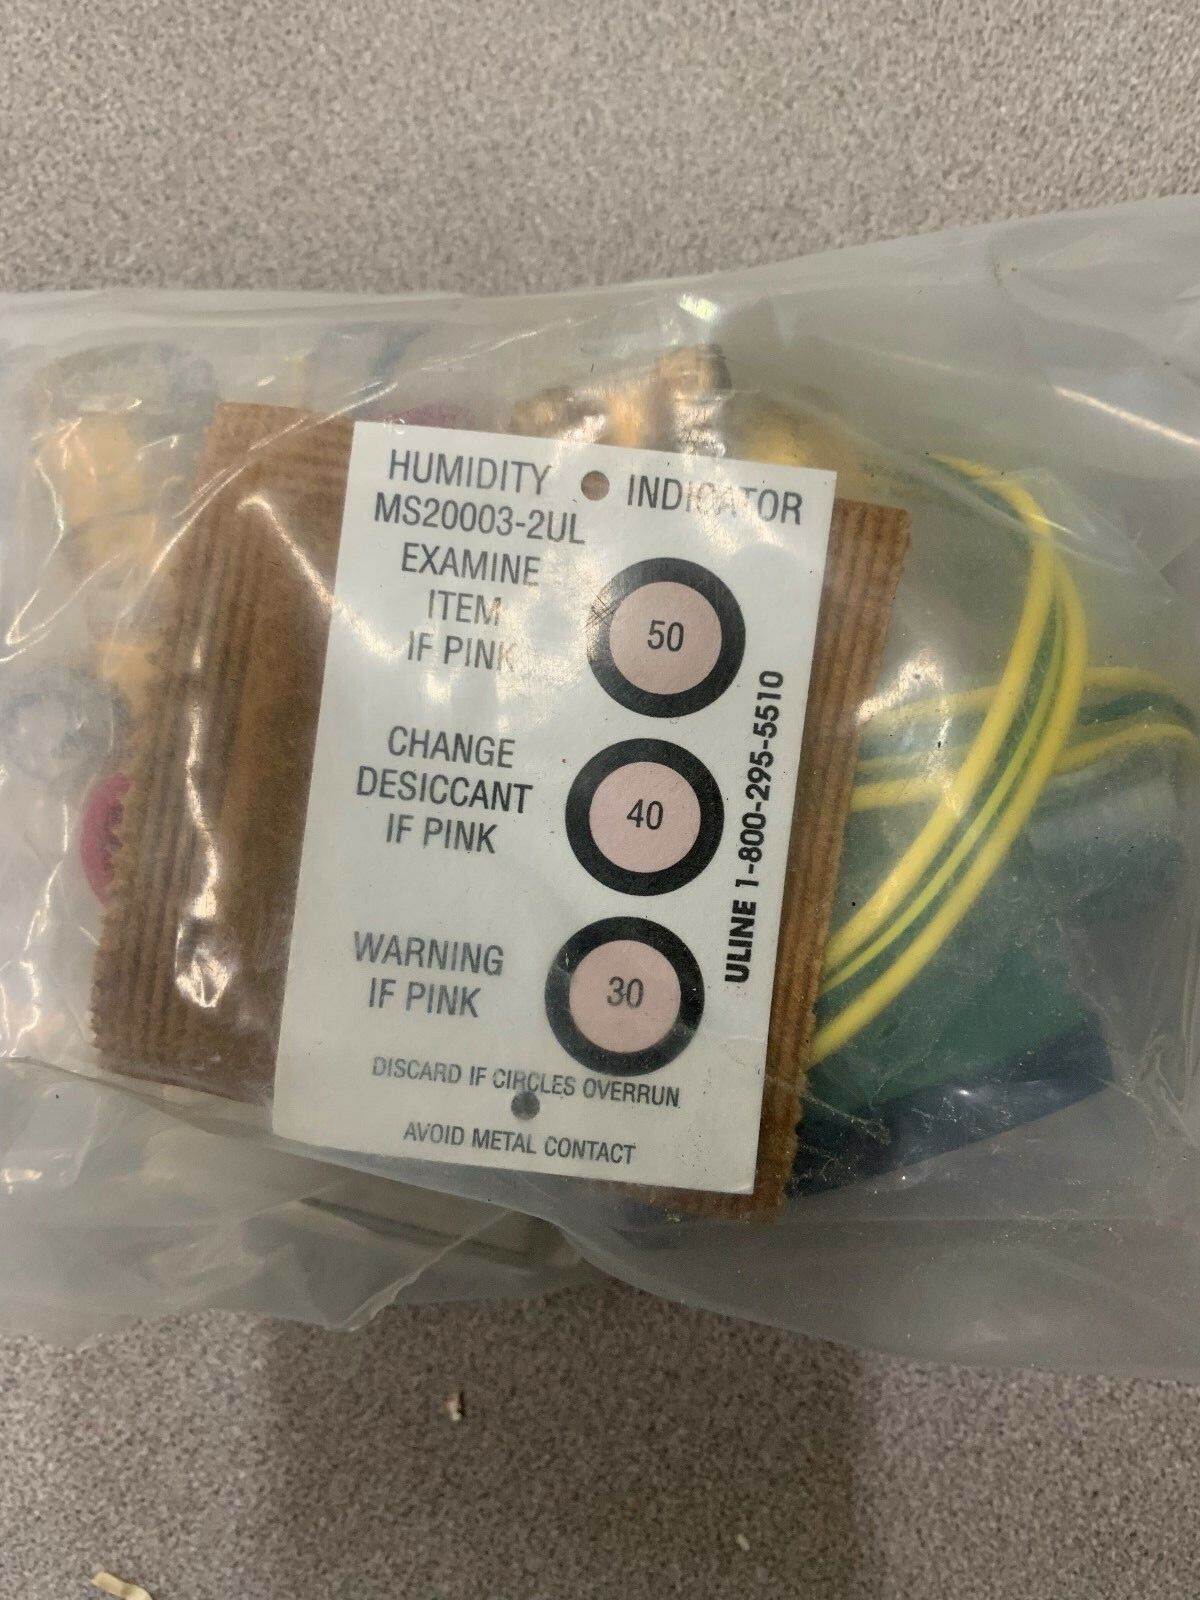 HUMIDITY INDICATOR
MS20003-2UL
EXAMINE
ITEM
IF PINK
50
CHANGE
DESICCANT
IF PINK
40
WARNING
IF PINK
30
DISCARD IF CIRCLES OVERRUN
AVOID METAL CONTACT
ULINE 1-800-295-5510